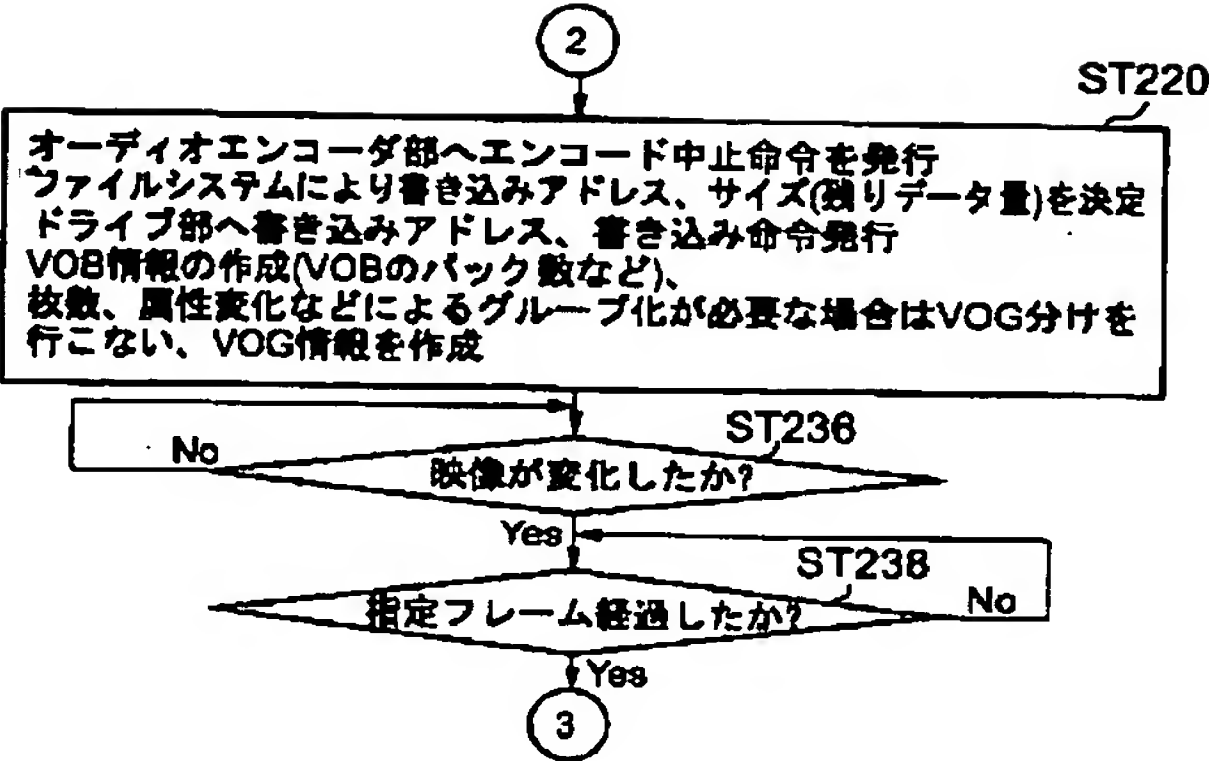 2
ST220
オーディオエンコーダ部へエンコード中止命令を発行
ファイルシステムにより書き込みアドレス、サイズ(残りデータ量)を決定
ドライブ部へ書き込みアドレス、書き込み命令発行
VOB情報の作成(VOBのパック数など)、
枚数、属性変化などによるグループ化が必要な場合はVOG分けを
行こない、VOG情報を作成
ST236
No
映像が変化したか?
Yes
ST238
指定フレーム経過したか?
No
Yes
3